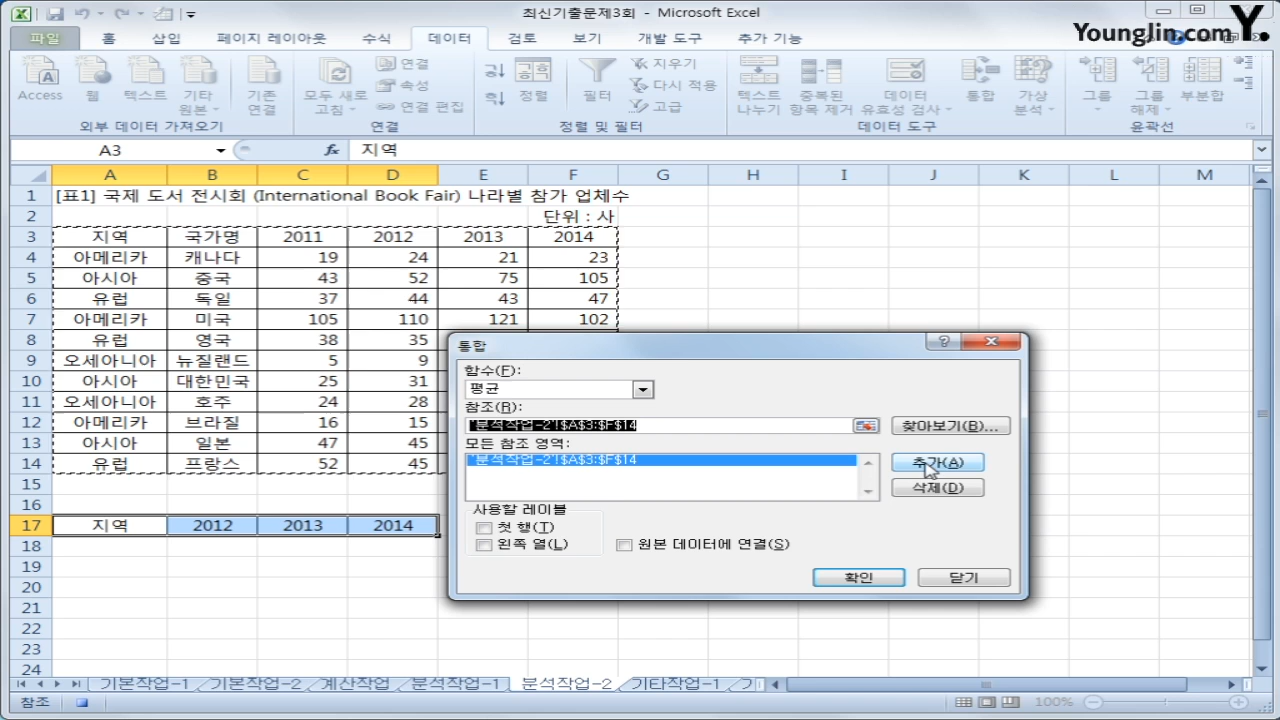 최신기출문제3회 - Microsoft Excel
YoungJin.com Y.
파일 홈 삽입 페이지 레이아웃 수식 데이터 검토 보기 개발 도구 추가 기능
Access 웹 텍스트 기타 원본 기존 연결 모두 새로 고침 연결 속성 연결 편집 정렬 필터 지우기 다시 적용 고급 텍스트 나누기 중복된 항목 제거 데이터 유효성 검사 통합 가상 분석 그룹 그룹 해제 부분합
외부 데이터 가져오기 연결 정렬 및 필터 데이터 도구 윤곽선
A3 fx 지역
A B C D E F G H I J K L M
1 [표1] 국제 도서 전시회 (International Book Fair) 나라별 참가 업체수
2 단위 : 사
3 지역 국가명 2011 2012 2013 2014
4 아메리카 캐나다 19 24 21 23
5 아시아 중국 43 52 75 105
6 유럽 독일 37 44 43 47
7 아메리카 미국 105 110 121 102
8 유럽 영국 38 35
9 오세아니아 뉴질랜드 5 9
10 아시아 대한민국 25 31
11 오세아니아 호주 24 28
12 아메리카 브라질 16 15
13 아시아 일본 47 45
14 유럽 프랑스 52 45
15
16
17 지역 2012 2013 2014
18
19
20
21
22
23
24
통합
함수(F):
평균
참조(R):
'분석작업-2'!$A$3:$F$14 찾아보기(B)...
모든 참조 영역:
'분석작업-2'!$A$3:$F$14 추가(A)
삭제(D)
사용할 레이블
첫 행(T)
왼쪽 열(L) 원본 데이터에 연결(S)
확인 닫기
기본작업-1 기본작업-2 계산작업 분석작업-1 분석작업-2 기타작업-1
참조 100%